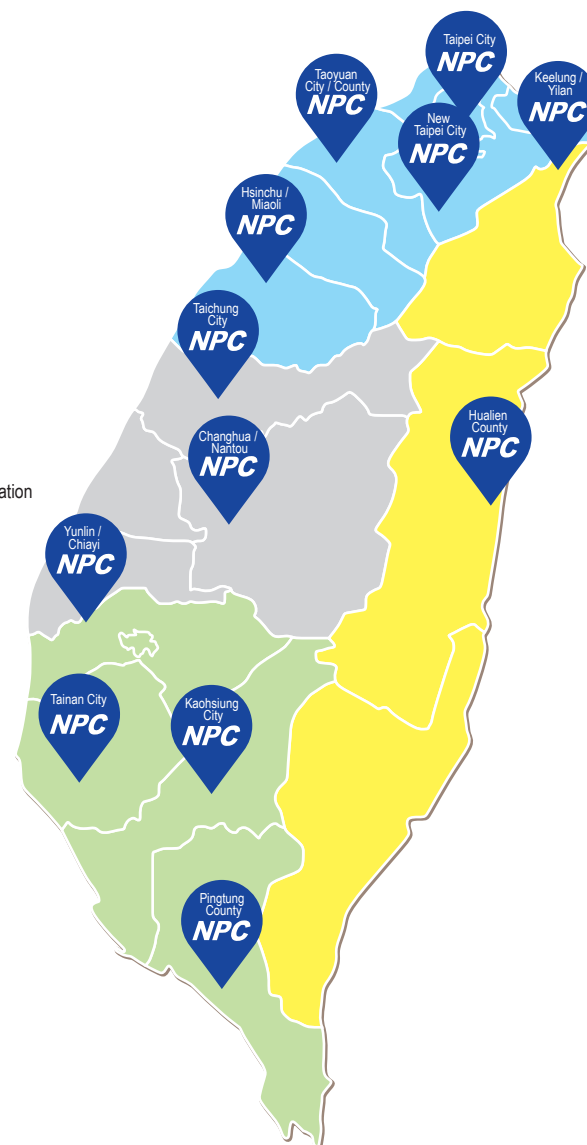 Taipei City
NPC
Taoyuan
City / County
NPC
Keelung /
Yilan
NPC
New
Taipei City
NPC
Hsinchu /
Miaoli
NPC
Taichung
City
NPC
Hualien
County
NPC
Changhua /
Nantou
NPC
ation
Yunlin /
Chiayi
NPC
Tainan City
NPC
Kaohsiung
City
NPC
Pingtung
County
NPC